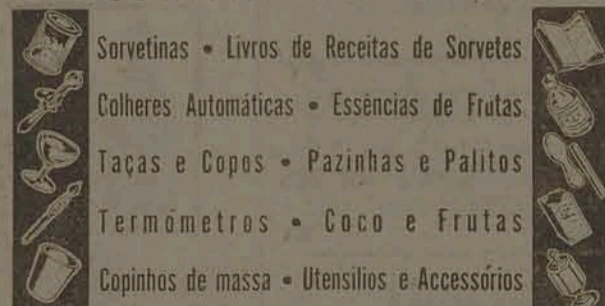 Sorvetinas • Livros de Receitas de Sorvetes
Colheres Automáticas • Essências de Frutas
Taças e Copos • Pazinhas e Palitos
Termômetros • Coco e Frutas
Copinhos de massa • Utensilios e Accessórios